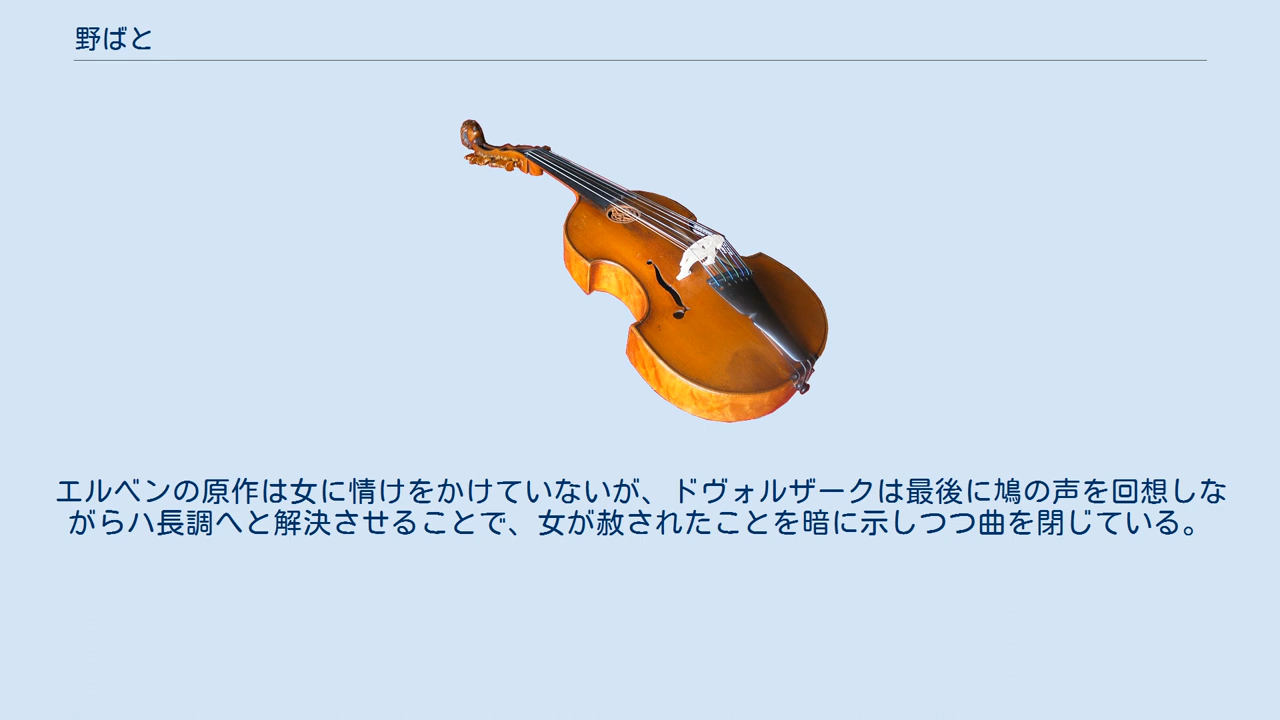 野ばと
エルベンの原作は女に情けをかけていないが、ドヴォルザークは最後に鳩の声を回想しな
がらハ長調へと解決させることで、女が赦されたことを暗に示しつつ曲を閉じている。